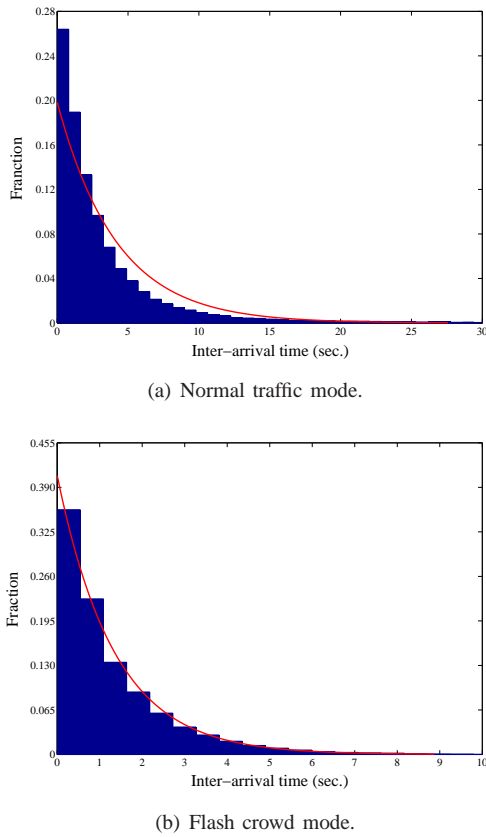 0.28
0.24
0.20
0.16
0.12
0.08
0.04
0
Franction
0 5 10 15 20 25 30
Inter−arrival time (sec.)
(a) Normal traffic mode.
0.455
0.390
0.325
0.260
0.195
0.130
0.065
0
Fraction
0 1 2 3 4 5 6 7 8 9 10
Inter−arrival time (sec.)
(b) Flash crowd mode.